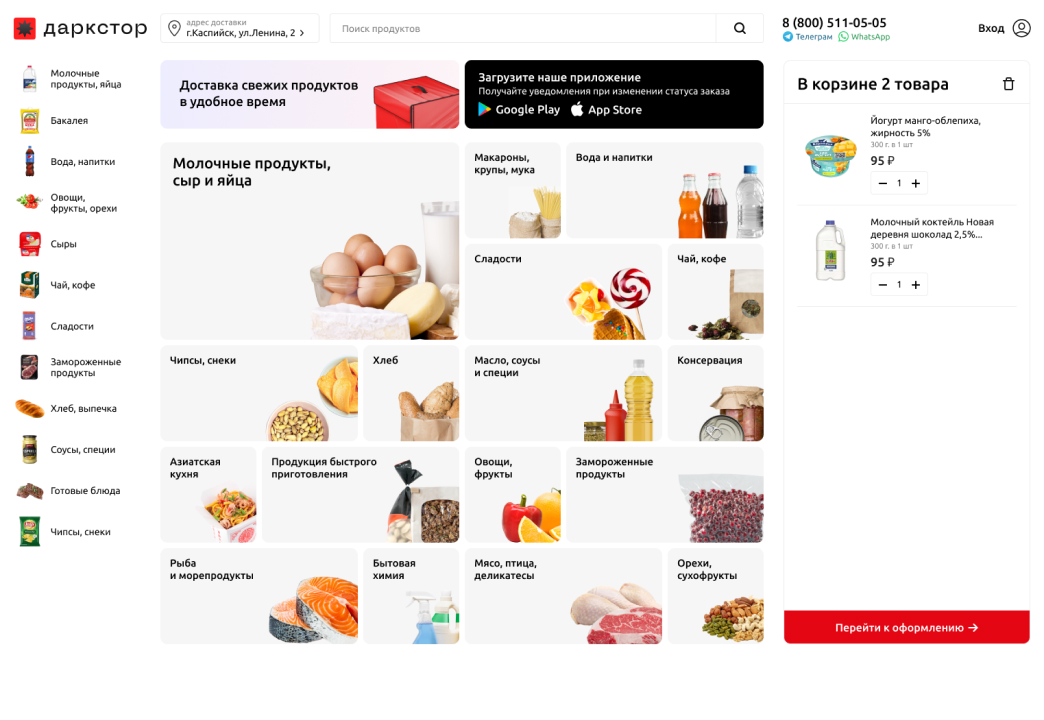 даркстор
адрес доставки
г.Каспийск, ул.Ленина, 2 >
Поиск продуктов
8 (800) 511-05-05
Телеграм WhatsApp
Вход
Молочные
продукты, яйца
Бакалея
Вода, напитки
Овощи,
фрукты, орехи
Сыры
Чай, кофе
Сладости
Замороженные
продукты
Хлеб, выпечка
Соусы, специи
Готовые блюда
Чипсы, снеки
Доставка свежих продуктов
в удобное время
Загрузите наше приложение
Получайте уведомления при изменении статуса заказа
Google Play App Store
Молочные продукты,
сыр и яйца
Макароны,
крупы, мука
Вода и напитки
Сладости
Чай, кофе
Чипсы, снеки
Хлеб
Масло, соусы
и специи
Консервация
Азиатская
кухня
Продукция быстрого
приготовления
Овощи,
фрукты
Замороженные
продукты
Рыба
и морепродукты
Бытовая
химия
Мясо, птица,
деликатесы
Орехи,
сухофрукты
В корзине 2 товара
Йогурт манго-облепиха,
жирность 5%
300 г. в 1 шт
95 ₽
− 1 +
Молочный коктейль Новая
деревня шоколад 2,5%...
300 г. в 1 шт
95 ₽
− 1 +
Перейти к оформлению →